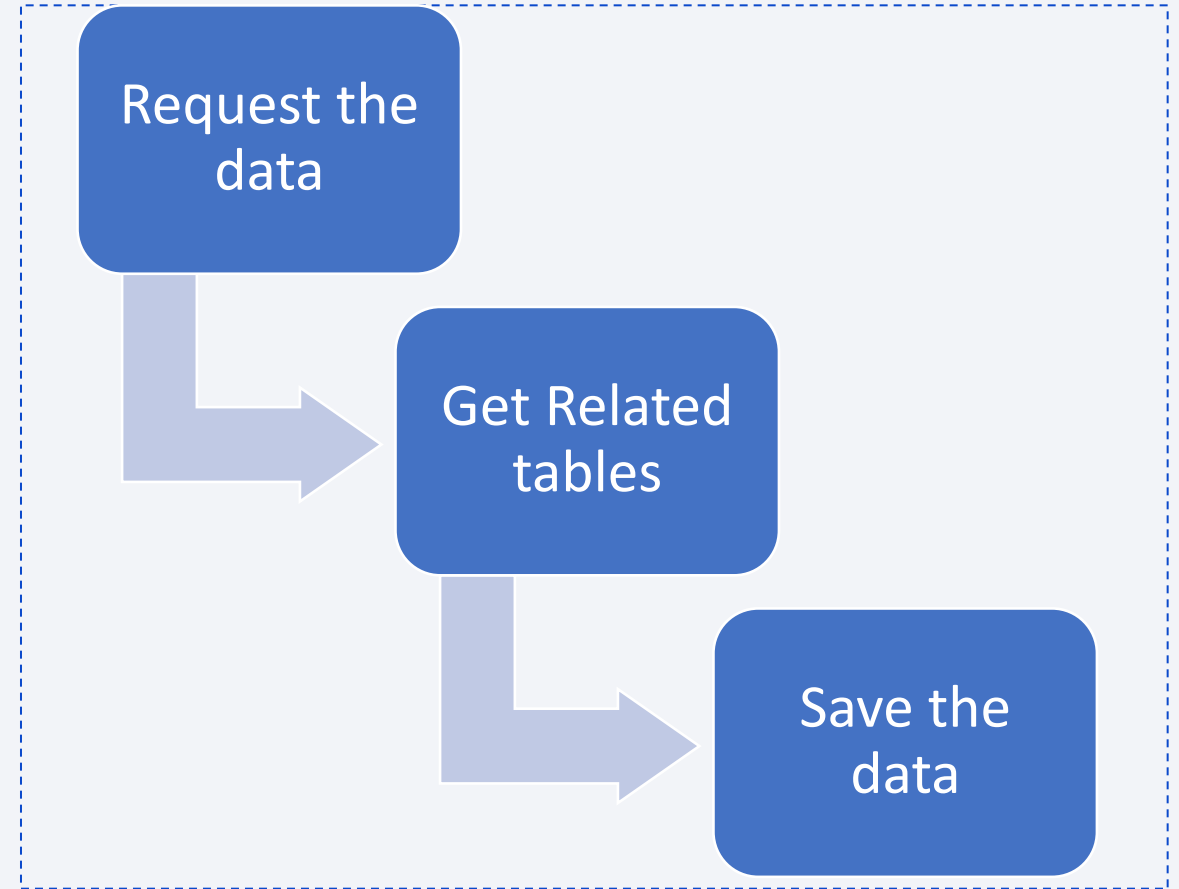 Request the
data
Get Related
tables
Save the
data